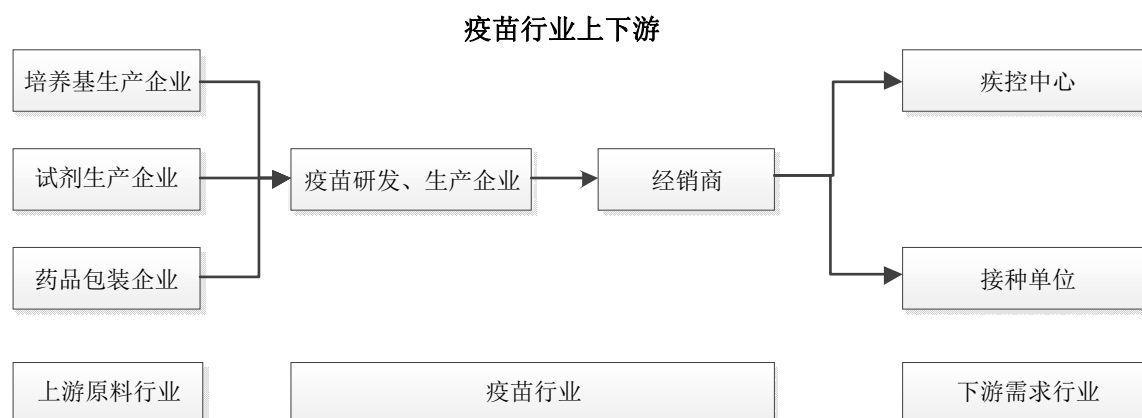 疫苗行业上下游
培养基生产企业
疾控中心
试剂生产企业
疫苗研发、生产企业
经销商
药品包装企业
接种单位
上游原料行业
疫苗行业
下游需求行业